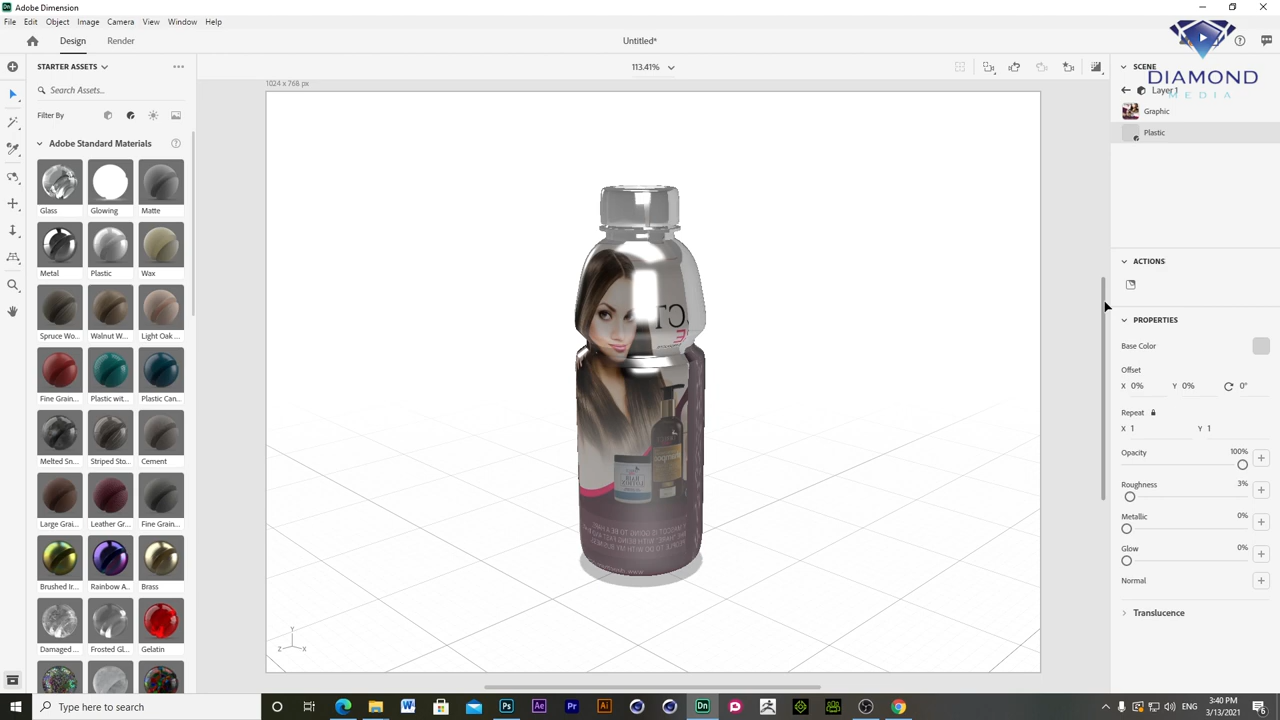 Adobe Dimension
File Edit Object Image Camera View Window Help
Design Render
Untitled*
STARTER ASSETS
113.41%
SCENE
DIAMOND
MEDIA
1024 x 768 px
Search Assets...
Layer 1
Filter By
Graphic
Plastic
Adobe Standard Materials
Glass Glowing Matte
Metal Plastic Wax
Spruce Wo... Walnut W... Light Oak ...
Fine Grain... Plastic wit... Plastic Can...
Melted Sn... Striped Sto... Cement
Large Grai... Leather Gr... Fine Grain...
Brushed Ir... Rainbow A... Brass
Damaged ... Frosted Gl... Gelatin
ACTIONS
PROPERTIES
Base Color
Offset
X 0% Y 0% 0°
Repeat
X 1 Y 1
Opacity 100%
Roughness 3%
Metallic 0%
Glow 0%
Normal
Translucence
Y
Z X
Type here to search
3:40 PM
3/13/2021